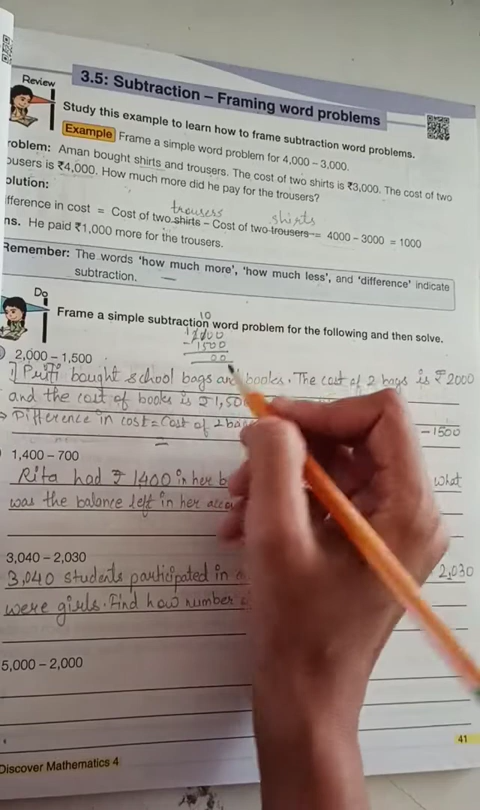 Review
3.5: Subtraction – Framing word problems
Study this example to learn how to frame subtraction word problems.
Example Frame a simple word problem for 4,000 – 3,000.
roblem: Aman bought shirts and trousers. The cost of two shirts is ₹3,000. The cost of two
ousers is ₹4,000. How much more did he pay for the trousers?
olution:
trousers shirts
ifference in cost = Cost of two shirts – Cost of two trousers = 4000 – 3000 = 1000
ns. He paid ₹1,000 more for the trousers.
Remember: The words 'how much more', 'how much less', and 'difference' indicate
subtraction.
Do
Frame a simple subtraction word problem for the following and then solve.
10
2000
- 1500
00
2,000 – 1,500
1) Priti bought school bags and books. The cost of 2 bags is ₹ 2000
and the cost of books is ₹ 1,50
Difference in cost = Cost of 2 ba
- 1500
=
1,400 – 700
Rita had ₹ 1400 in her b what
was the balance left in her acco
3,040 – 2,030
3,040 students participated in 2,030
were girls. Find how number
5,000 – 2,000
41
Discover Mathematics 4